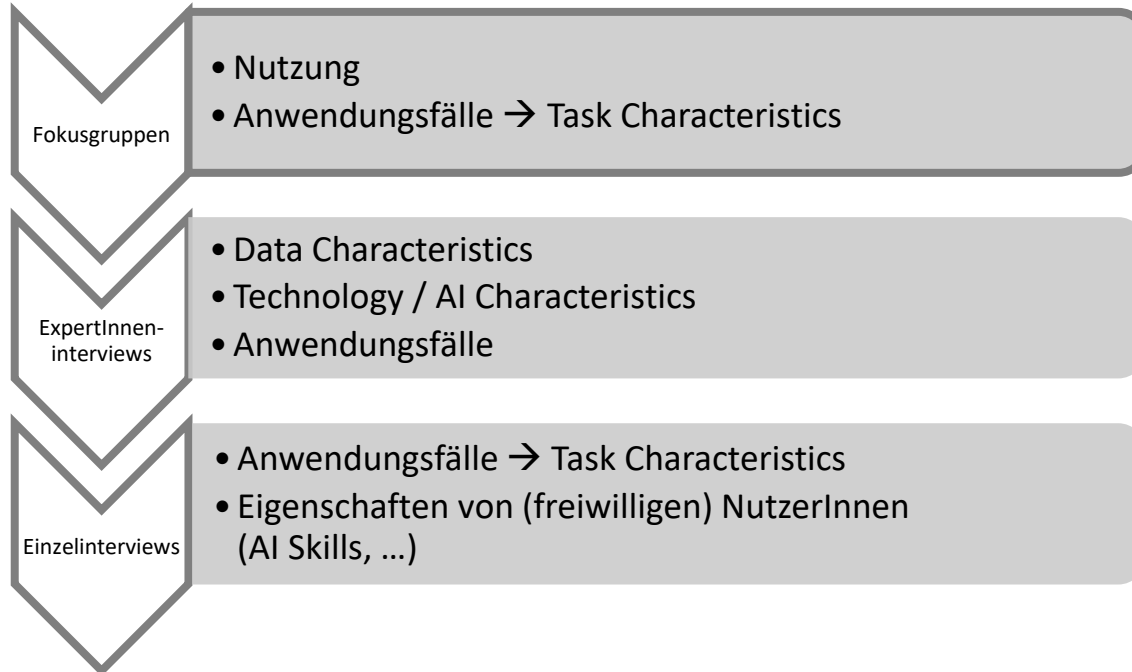 Fokusgruppen
• Nutzung
• Anwendungsfälle → Task Characteristics
ExpertInnen-
interviews
• Data Characteristics
• Technology / AI Characteristics
• Anwendungsfälle
Einzelinterviews
• Anwendungsfälle → Task Characteristics
• Eigenschaften von (freiwilligen) NutzerInnen
(AI Skills, ...)